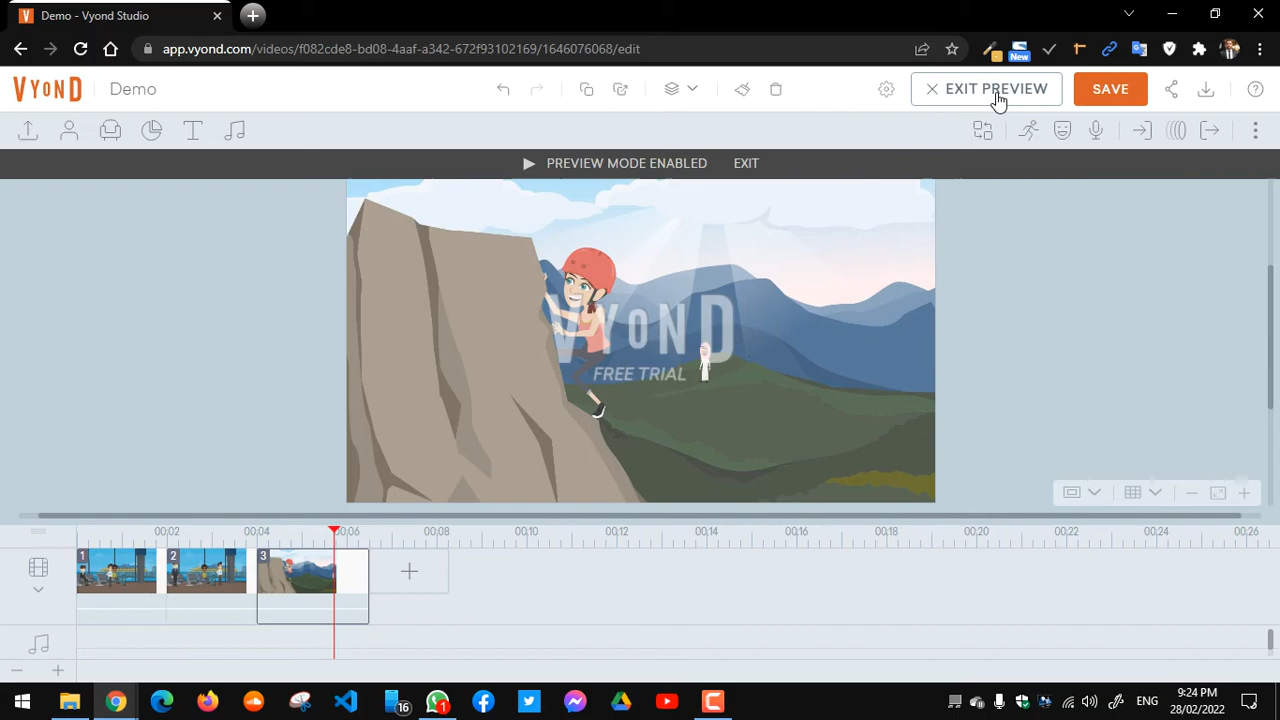 Demo - Vyond Studio
app.vyond.com/videos/f082cde8-bd08-4aaf-a342-672f93102169/1646076068/edit
New
VYOND
Demo
EXIT PREVIEW
SAVE
PREVIEW MODE ENABLED
EXIT
VYOND
FREE TRIAL
00:02
00:04
00:06
00:08
00:10
00:12
00:14
00:16
00:18
00:20
00:22
00:24
00:26
1
2
3
16
1
ENG
9:24 PM
28/02/2022